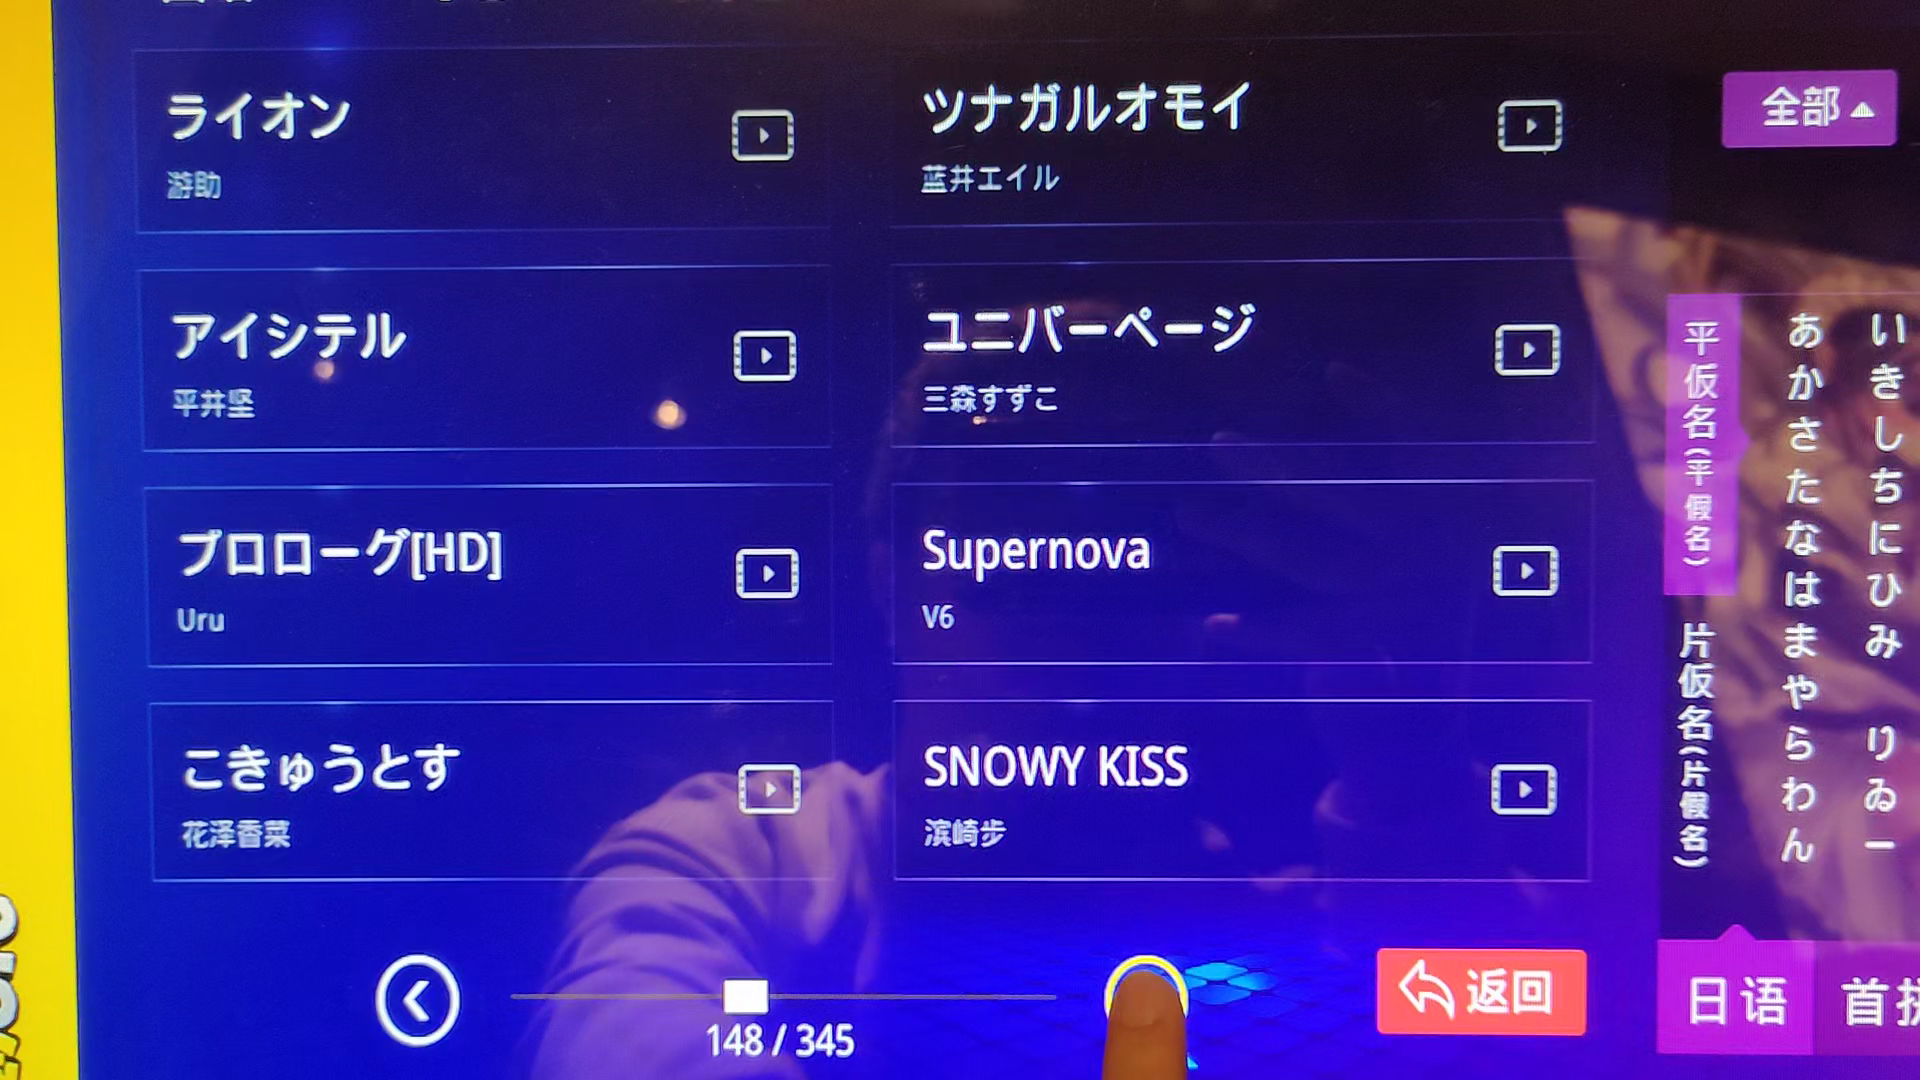 ライオン
游助
ツナガルオモイ
蓝井エイル
アイシテル
平井坚
ユニバーページ
三森すずこ
プロローグ[HD]
Uru
Supernova
V6
こきゅうとす
花泽香菜
SNOWY KISS
滨崎步
148 / 345
返回
全部
平仮名(平假名)
片仮名(片假名)
あかさたなはまやらわん
いきしちにひみ りゐー
日语
首